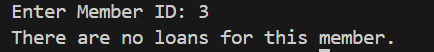 Enter Member ID: 3
There are no loans for this member.